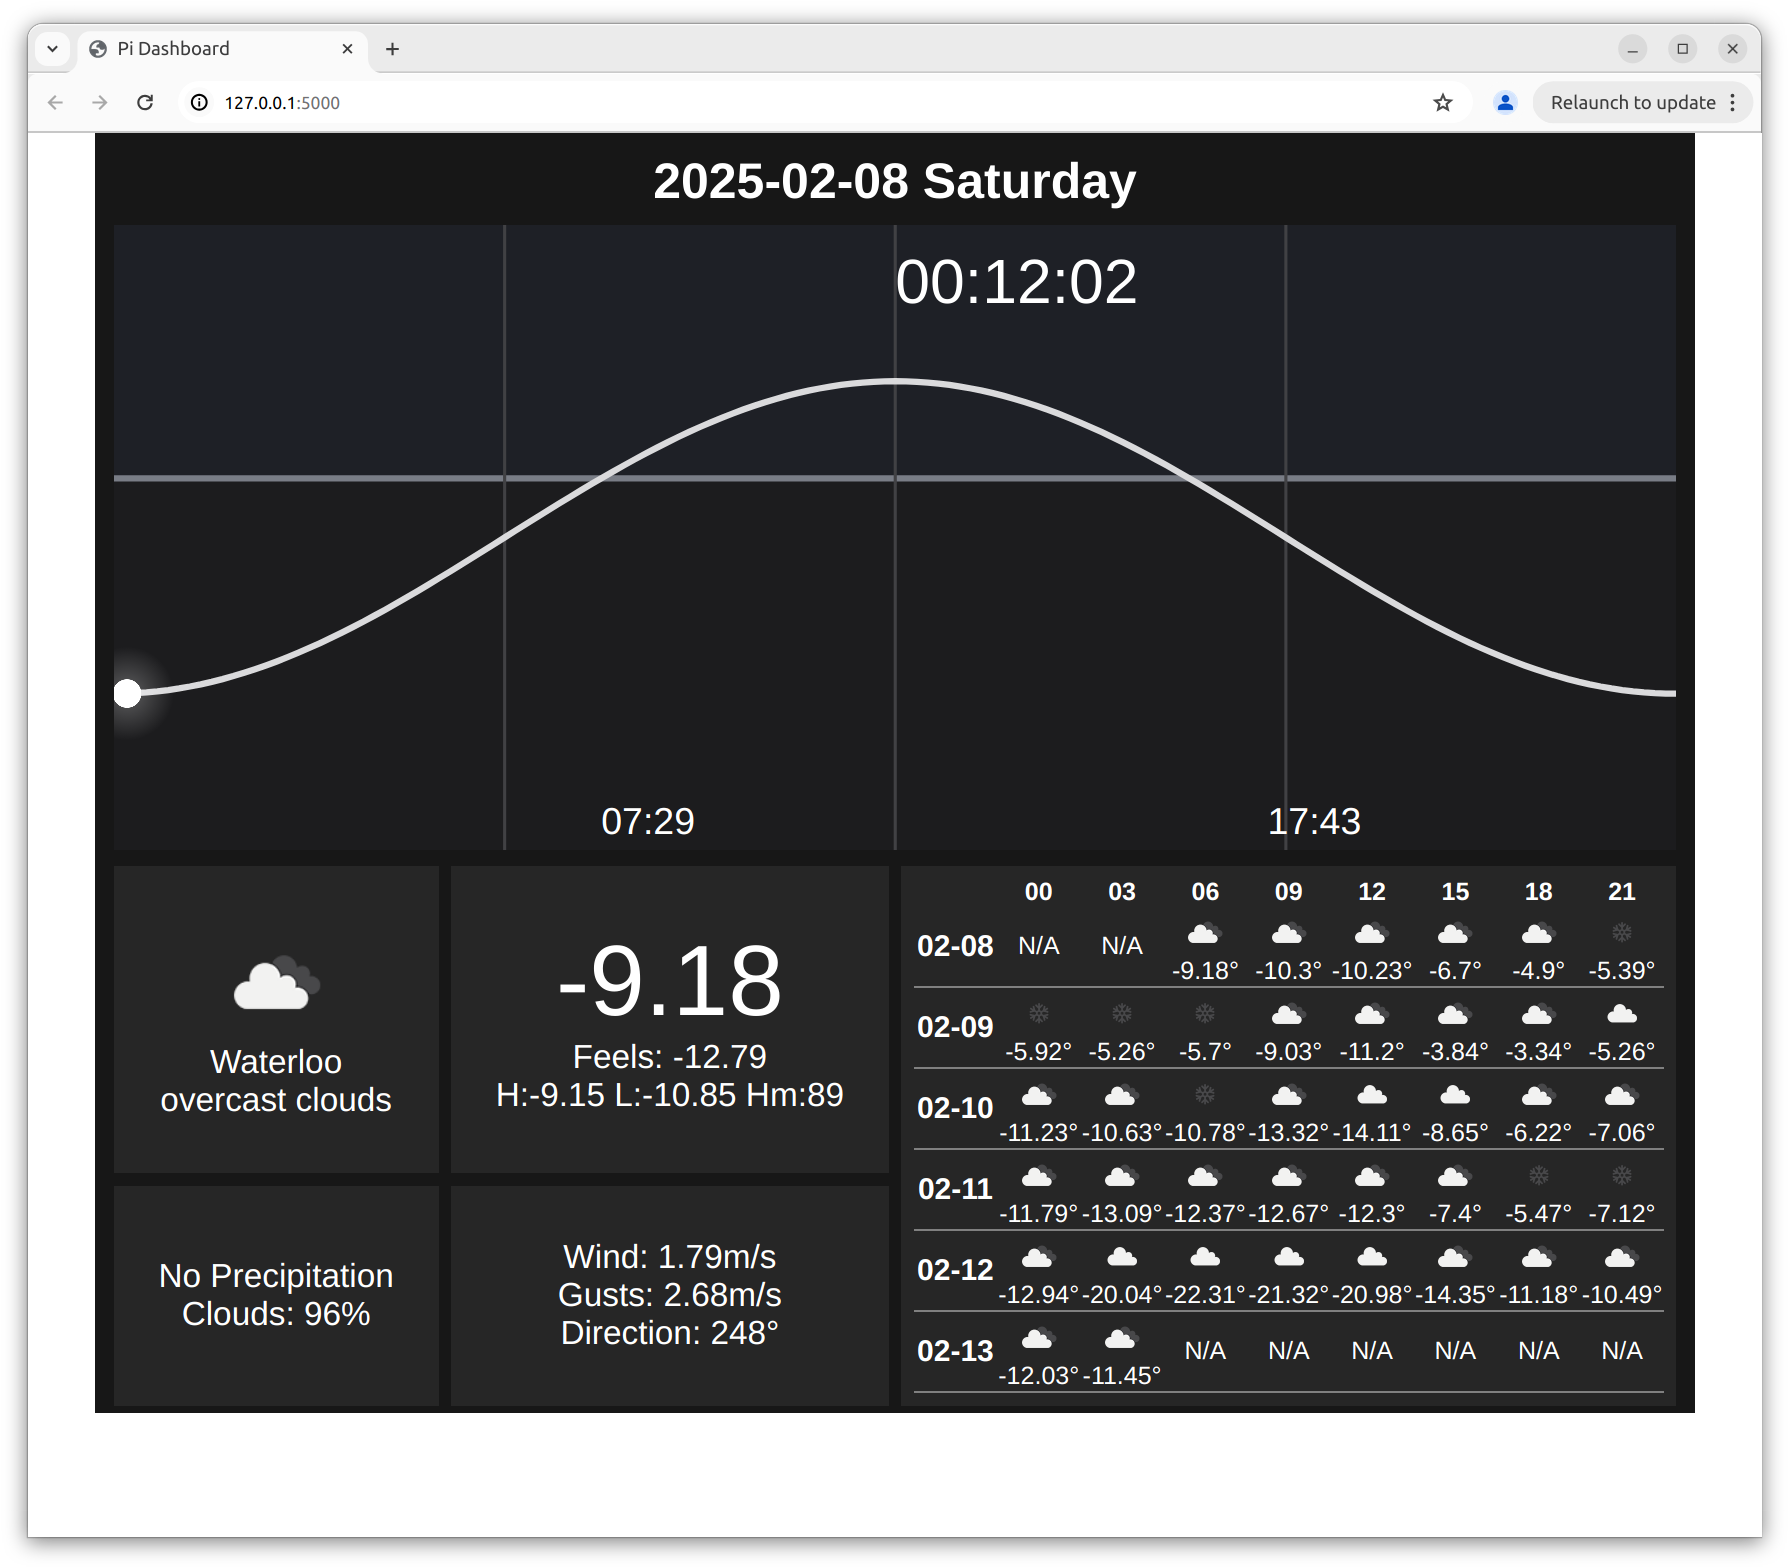 Pi Dashboard
127.0.0.1:5000
Relaunch to update
2025-02-08 Saturday
00:12:02
07:29 17:43
Waterloo
overcast clouds
-9.18
Feels: -12.79
H:-9.15 L:-10.85 Hm:89
No Precipitation
Clouds: 96%
Wind: 1.79m/s
Gusts: 2.68m/s
Direction: 248°
00 03 06 09 12 15 18 21
02-08 N/A N/A -9.18° -10.3° -10.23° -6.7° -4.9° -5.39°
02-09 -5.92° -5.26° -5.7° -9.03° -11.2° -3.84° -3.34° -5.26°
02-10 -11.23° -10.63° -10.78° -13.32° -14.11° -8.65° -6.22° -7.06°
02-11 -11.79° -13.09° -12.37° -12.67° -12.3° -7.4° -5.47° -7.12°
02-12 -12.94° -20.04° -22.31° -21.32° -20.98° -14.35° -11.18° -10.49°
02-13 -12.03° -11.45° N/A N/A N/A N/A N/A N/A